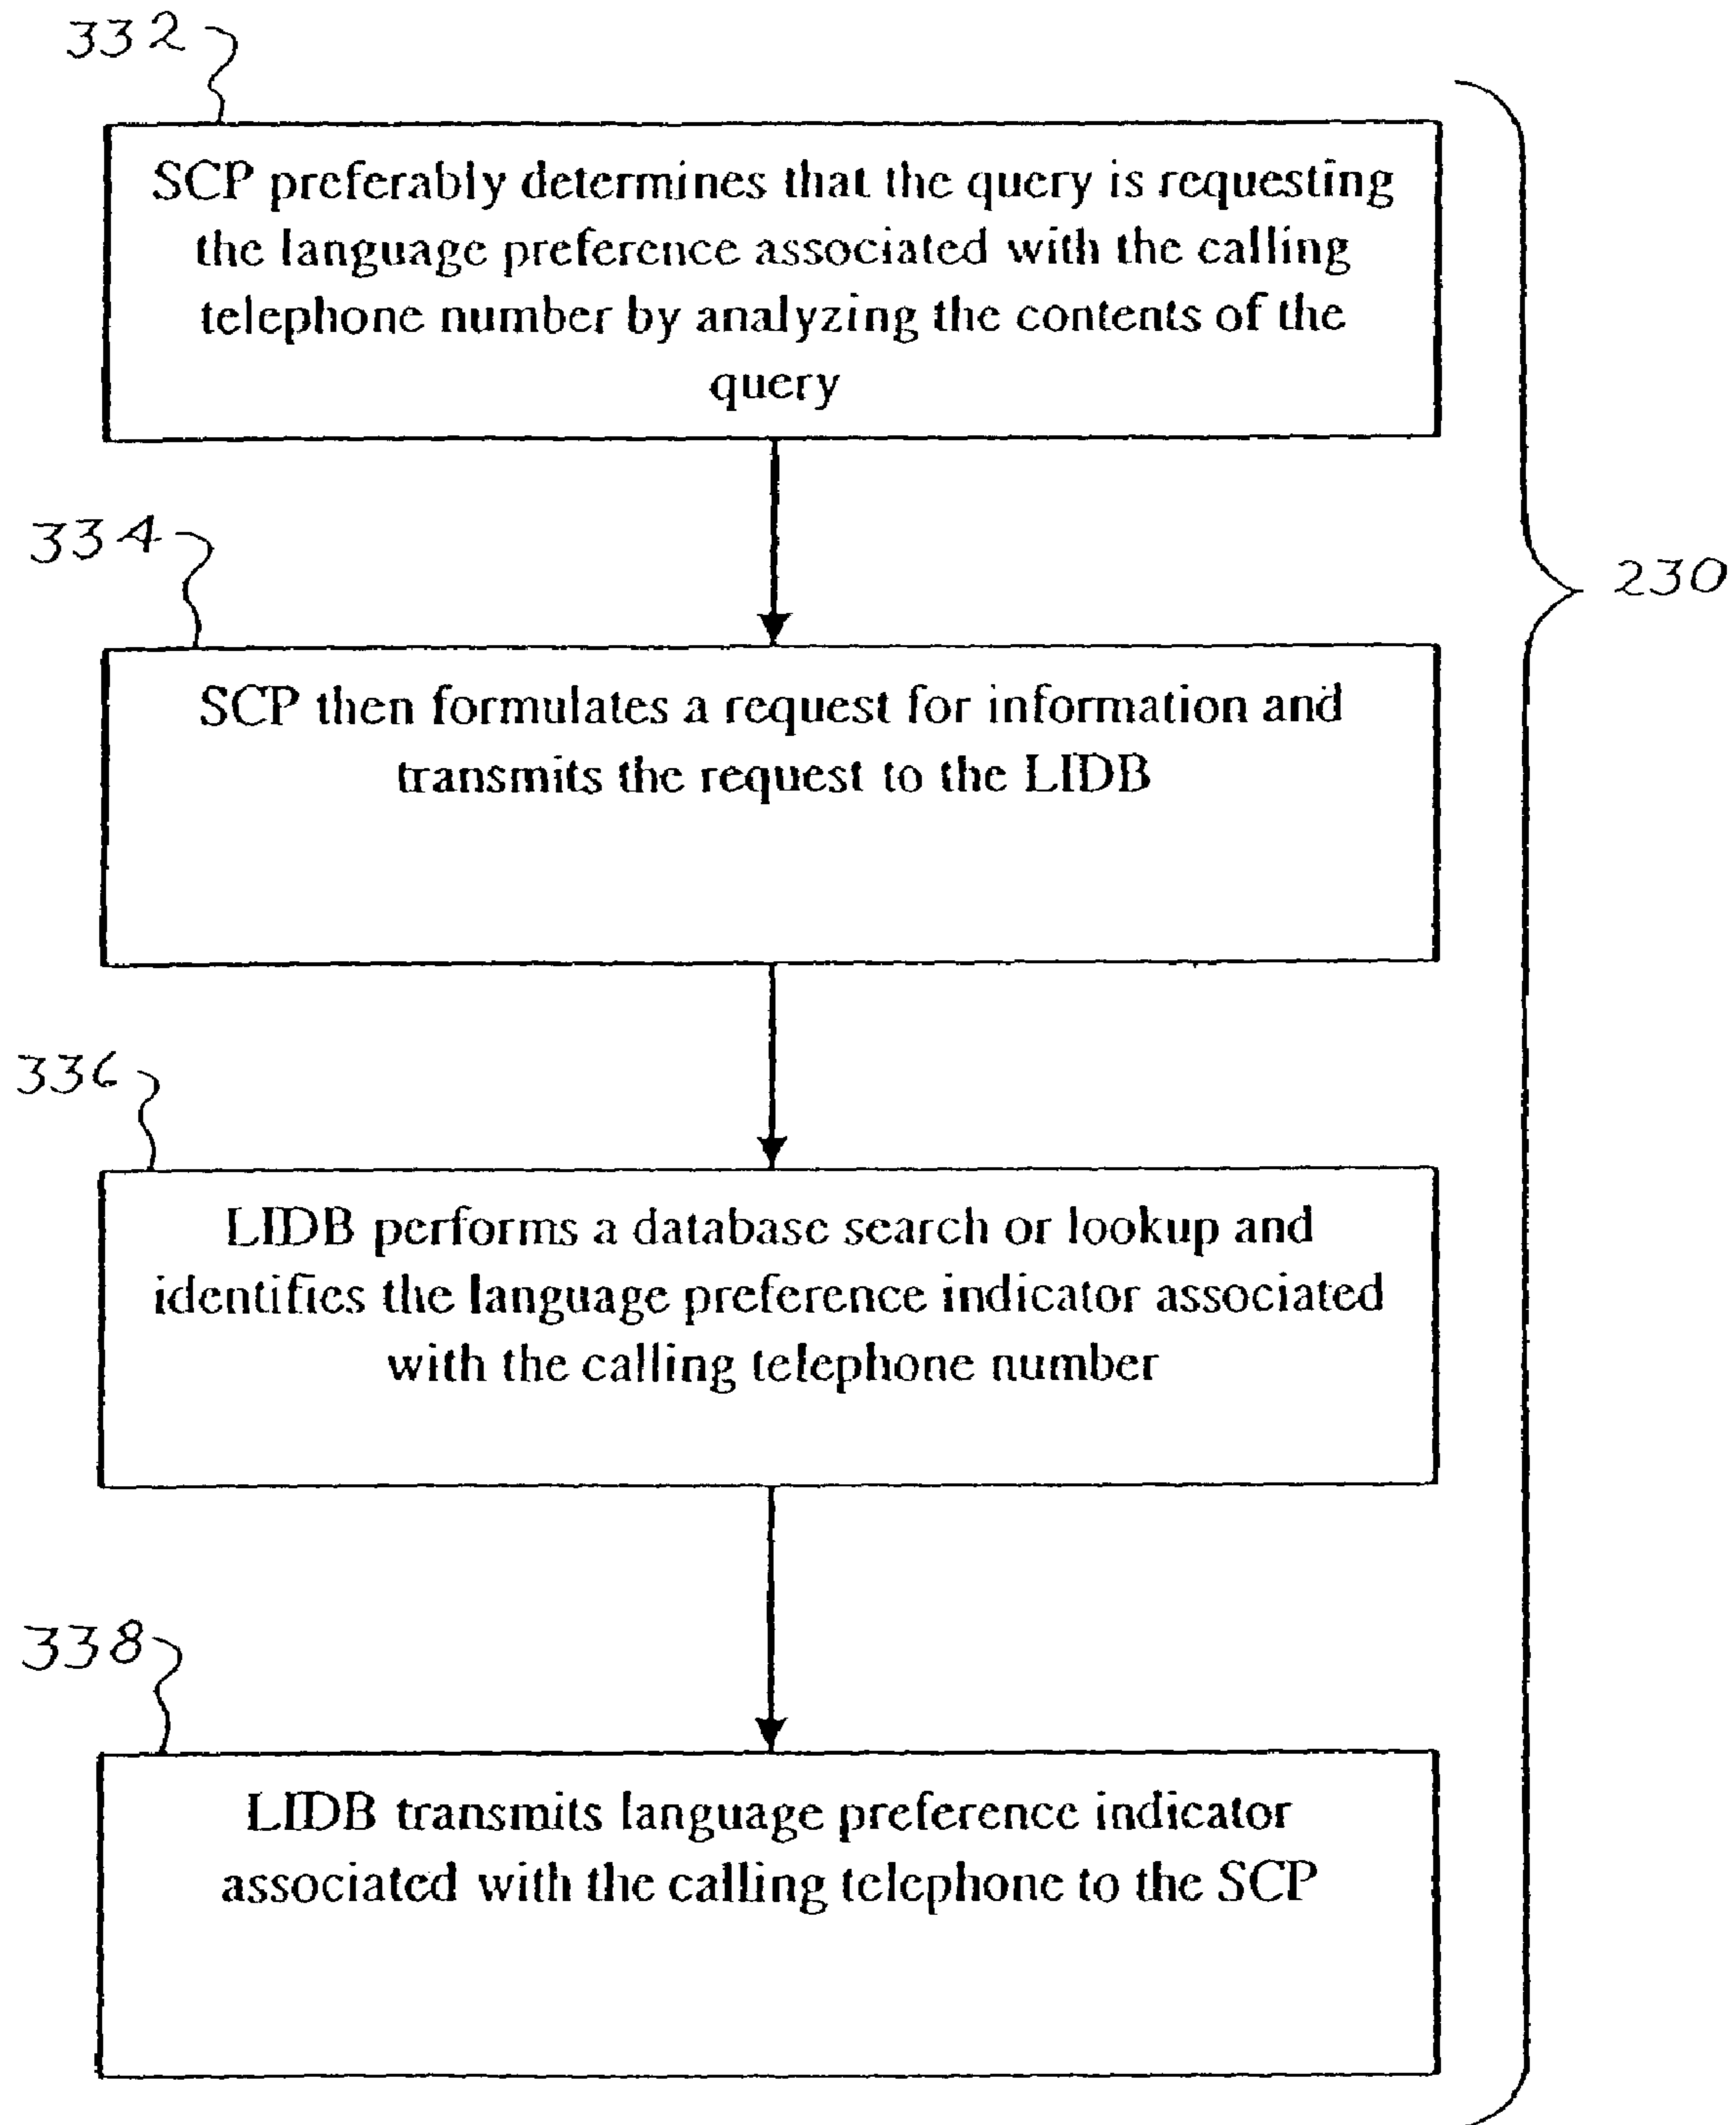 332
SCP preferably determines that the query is requesting
the language preference associated with the calling
telephone number by analyzing the contents of the
query
334
230
SCP then formulates a request for information and
transmits the request to the LIDB
336
LIDB performs a database search or lookup and
identifies the language preference indicator associated
with the calling telephone number
338
LIDB transmits language preference indicator
associated with the calling telephone to the SCP